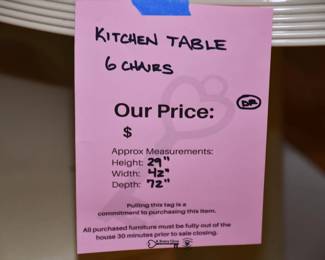 KITCHEN TABLE
6 CHAIRS
DR
Our Price:
$
Approx Measurements:
Height: 29"
Width: 42"
Depth: 72"
Pulling this tag is a
commitment to purchasing this item.
All purchased furniture must be fully out of the
house 30 minutes prior to sale closing.